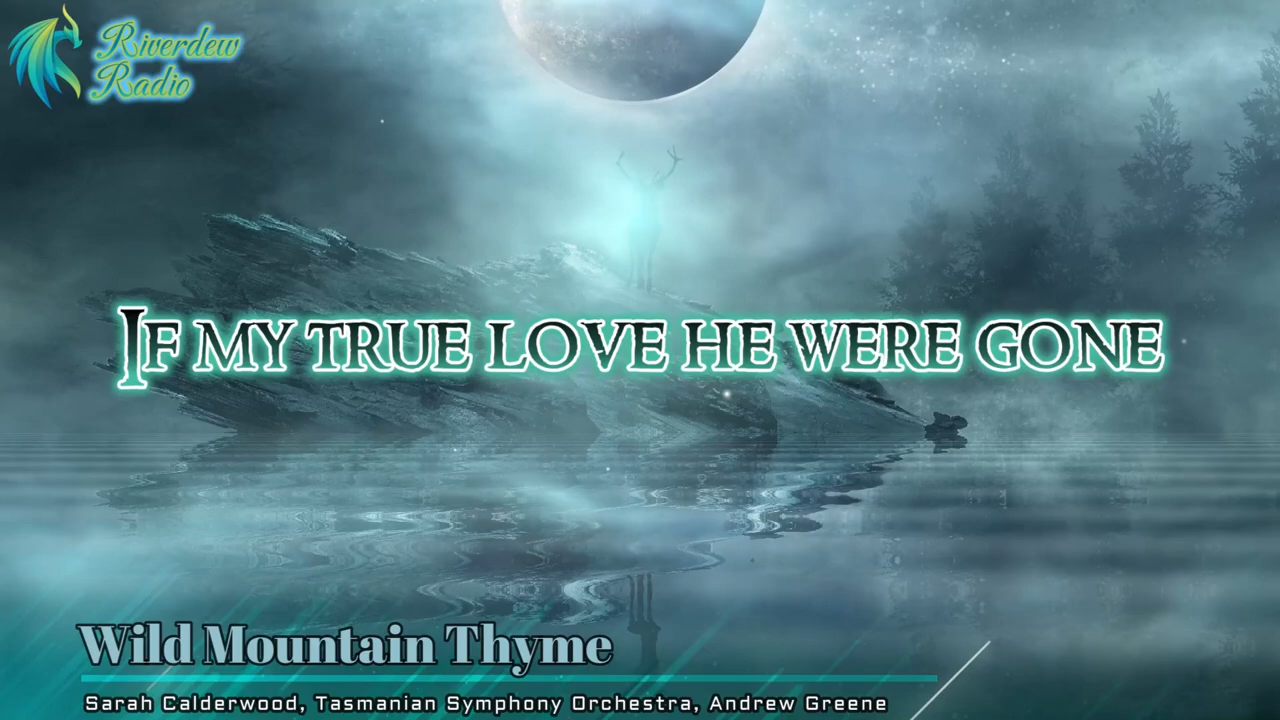 Riverdew
Radio
If my true love he were gone
Wild Mountain Thyme
Sarah Calderwood, Tasmanian Symphony Orchestra, Andrew Greene